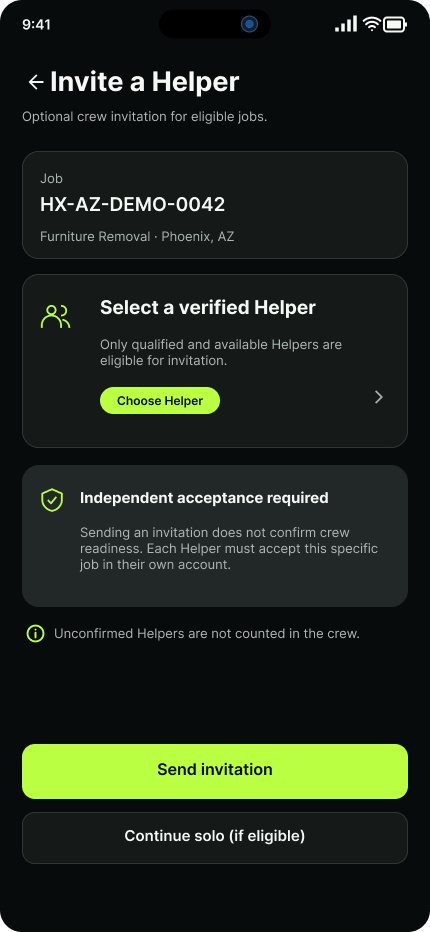 9:41
Invite a Helper
Optional crew invitation for eligible jobs.
Job
HX-AZ-DEMO-0042
Furniture Removal · Phoenix, AZ
Select a verified Helper
Only qualified and available Helpers are
eligible for invitation.
Choose Helper
Independent acceptance required
Sending an invitation does not confirm crew
readiness. Each Helper must accept this specific
job in their own account.
Unconfirmed Helpers are not counted in the crew.
Send invitation
Continue solo (if eligible)